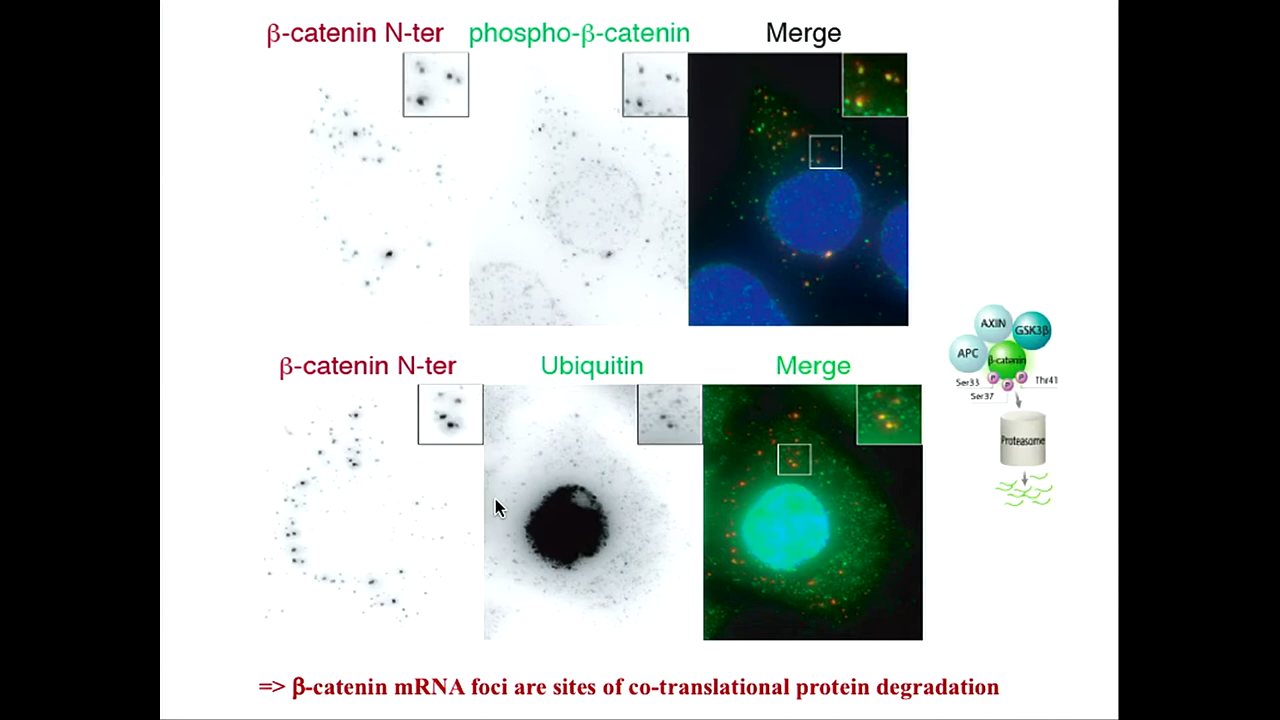 β-catenin N-ter
phospho-β-catenin
Merge
β-catenin N-ter
Ubiquitin
Merge
AXIN
GSK3β
APC
β-catenin
P
P
P
Ser33
Thr41
Ser37
Proteasome
=> β-catenin mRNA foci are sites of co-translational protein degradation